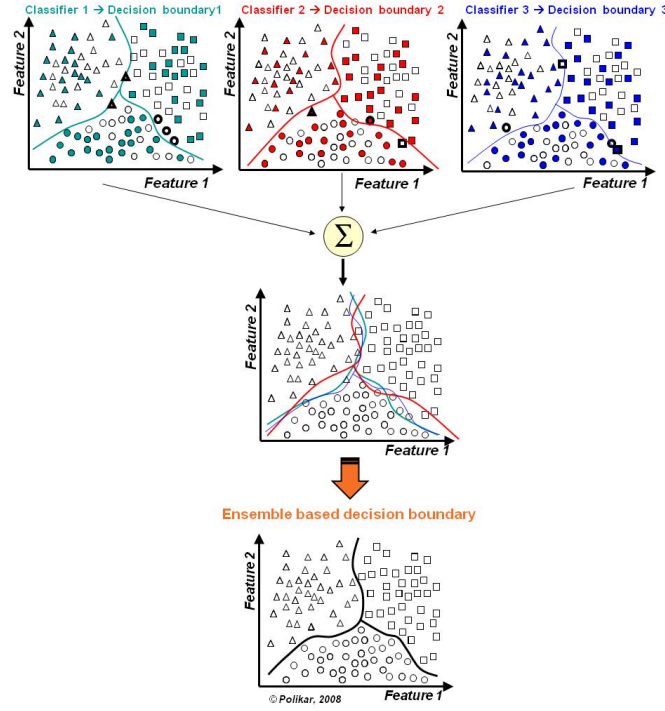 Classifier 1 → Decision boundary1
Classifier 2 → Decision boundary 2
Classifier 3 → Decision boundary 3
Feature 2
Feature 1
Feature 2
Feature 1
Feature 2
Feature 1
Σ
Feature 2
Feature 1
Ensemble based decision boundary
Feature 2
Feature 1
© Polikar, 2008